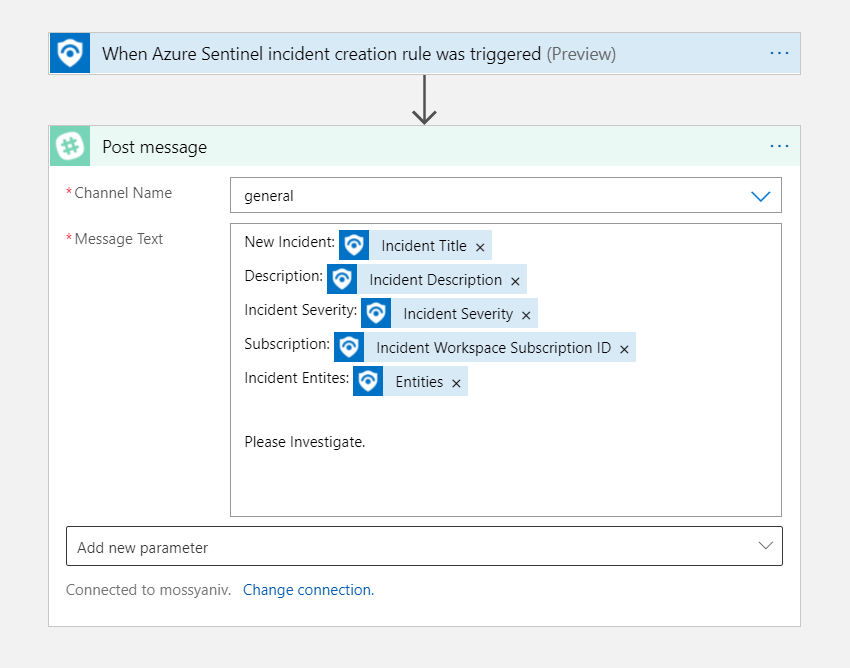 When Azure Sentinel incident creation rule was triggered (Preview) ...
Post message ...
*Channel Name
general
*Message Text
New Incident: Incident Title ×
Description: Incident Description ×
Incident Severity: Incident Severity ×
Subscription: Incident Workspace Subscription ID ×
Incident Entites: Entities ×
Please Investigate.
Add new parameter
Connected to mossyaniv. Change connection.